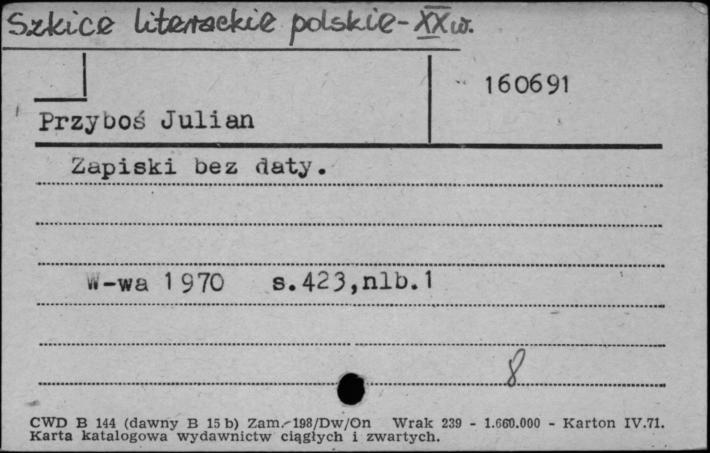 Szkice literackie polskie - XX w.
160691
Przyboś Julian
Zapiski bez daty.
W-wa 1970 s.423,nlb.1
8
CWD B 144 (dawny B 15 b) Zam. 198/Dw/On Wrak 239 - 1.660.000 - Karton IV.71.
Karta katalogowa wydawnictw ciągłych i zwartych.